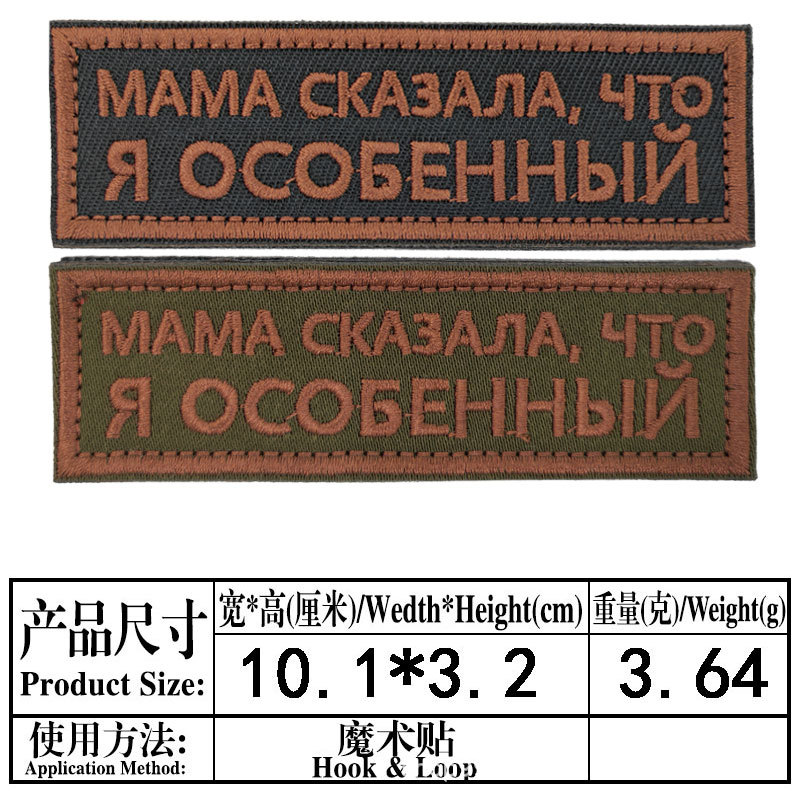 МАМА СКАЗАЛА, ЧТО
Я ОСОБЕННЫЙ
МАМА СКАЗАЛА, ЧТО
Я ОСОБЕННЫЙ
产品尺寸
Product Size:
宽*高(厘米)/Wedth*Height(cm)
重量(克)/Weight(g)
10.1*3.2
3.64
使用方法:
Application Method:
魔术贴
Hook & Loop